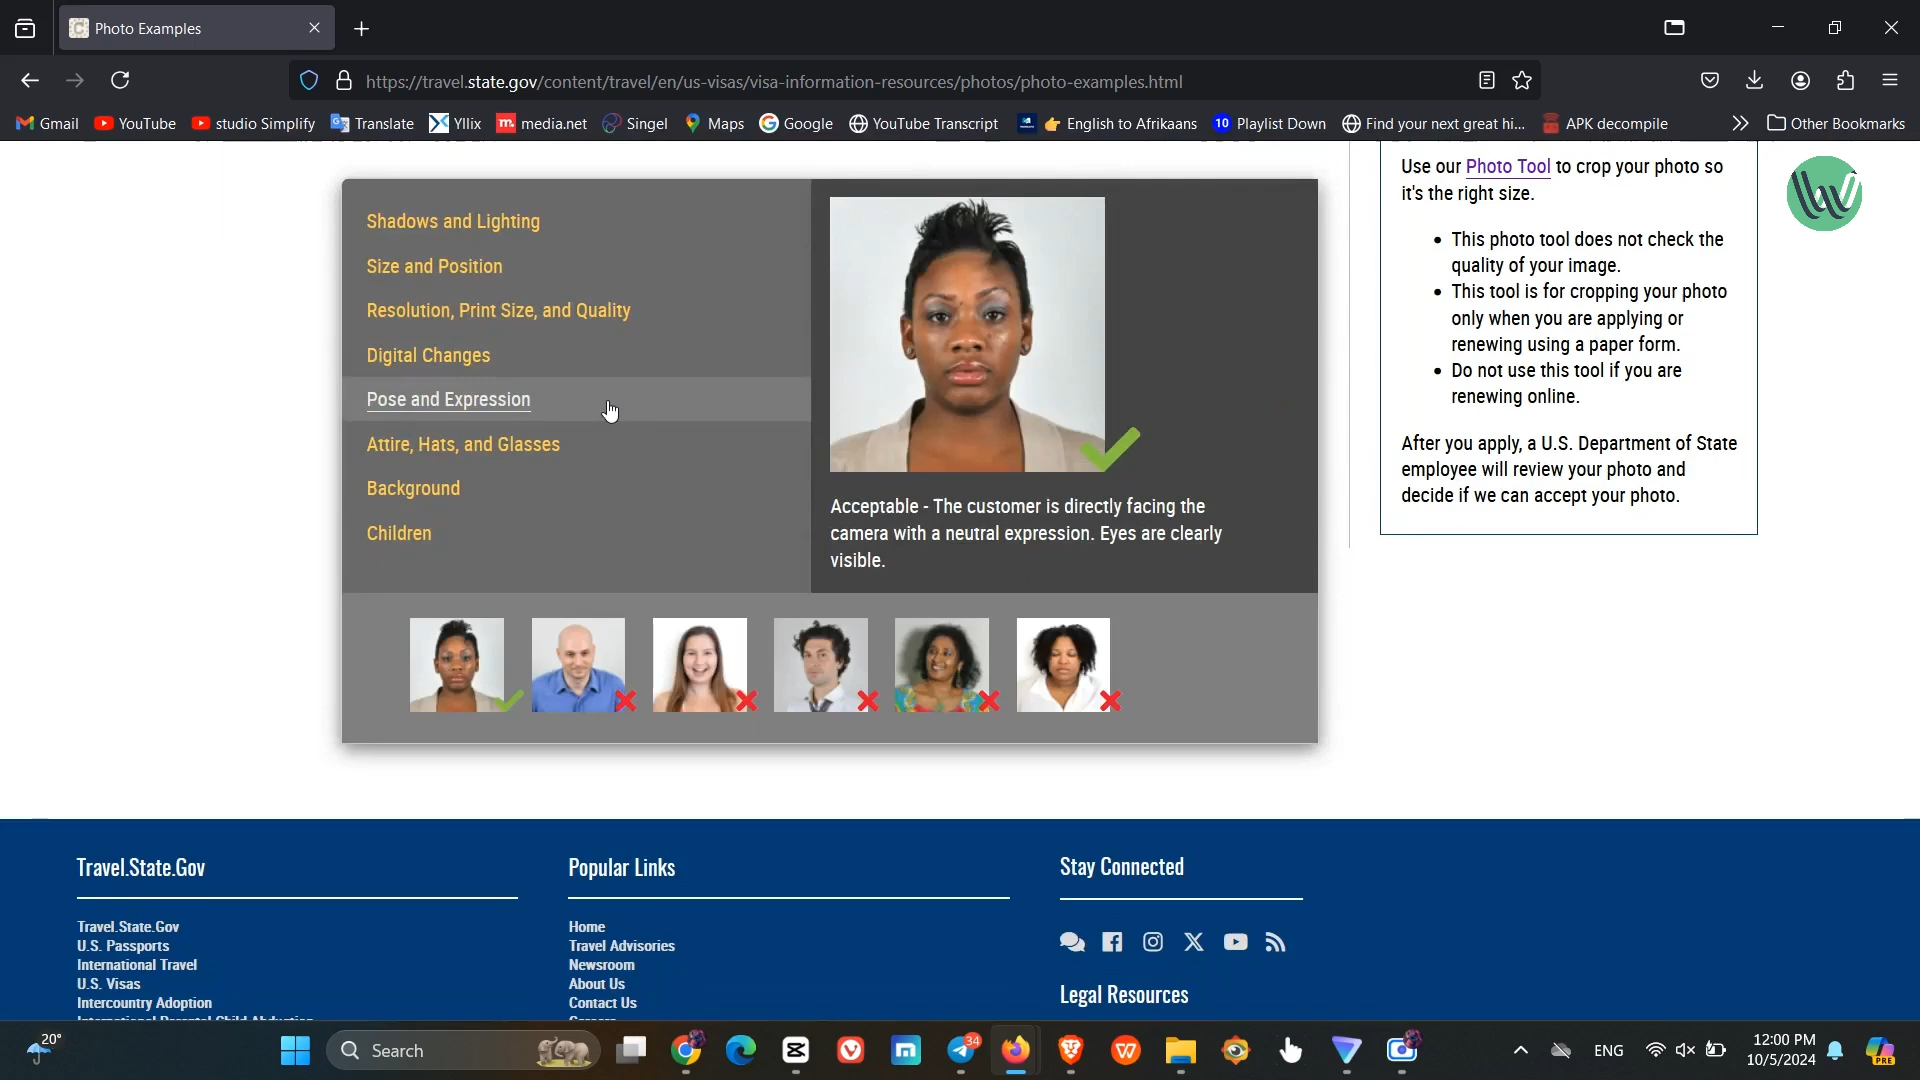 Photo Examples
https://travel.state.gov/content/travel/en/us-visas/visa-information-resources/photos/photo-examples.html
Gmail
YouTube
studio Simplify
Translate
Yllix
m.
media.net
Singel
Maps
Google
YouTube Transcript
👉 English to Afrikaans
10
Playlist Down
Find your next great hi...
APK decompile
Other Bookmarks
Shadows and Lighting
Size and Position
Resolution, Print Size, and Quality
Digital Changes
Pose and Expression
Attire, Hats, and Glasses
Background
Children
Acceptable - The customer is directly facing the
camera with a neutral expression. Eyes are clearly
visible.
Use our Photo Tool to crop your photo so
it's the right size.
• This photo tool does not check the
quality of your image.
• This tool is for cropping your photo
only when you are applying or
renewing using a paper form.
• Do not use this tool if you are
renewing online.
After you apply, a U.S. Department of State
employee will review your photo and
decide if we can accept your photo.
Travel.State.Gov
Travel.State.Gov
U.S. Passports
International Travel
U.S. Visas
Intercountry Adoption
International Parental Child Abduction
Popular Links
Home
Travel Advisories
Newsroom
About Us
Contact Us
Careers
Stay Connected
Legal Resources
20°
Search
34
ENG
12:00 PM
10/5/2024
PRE